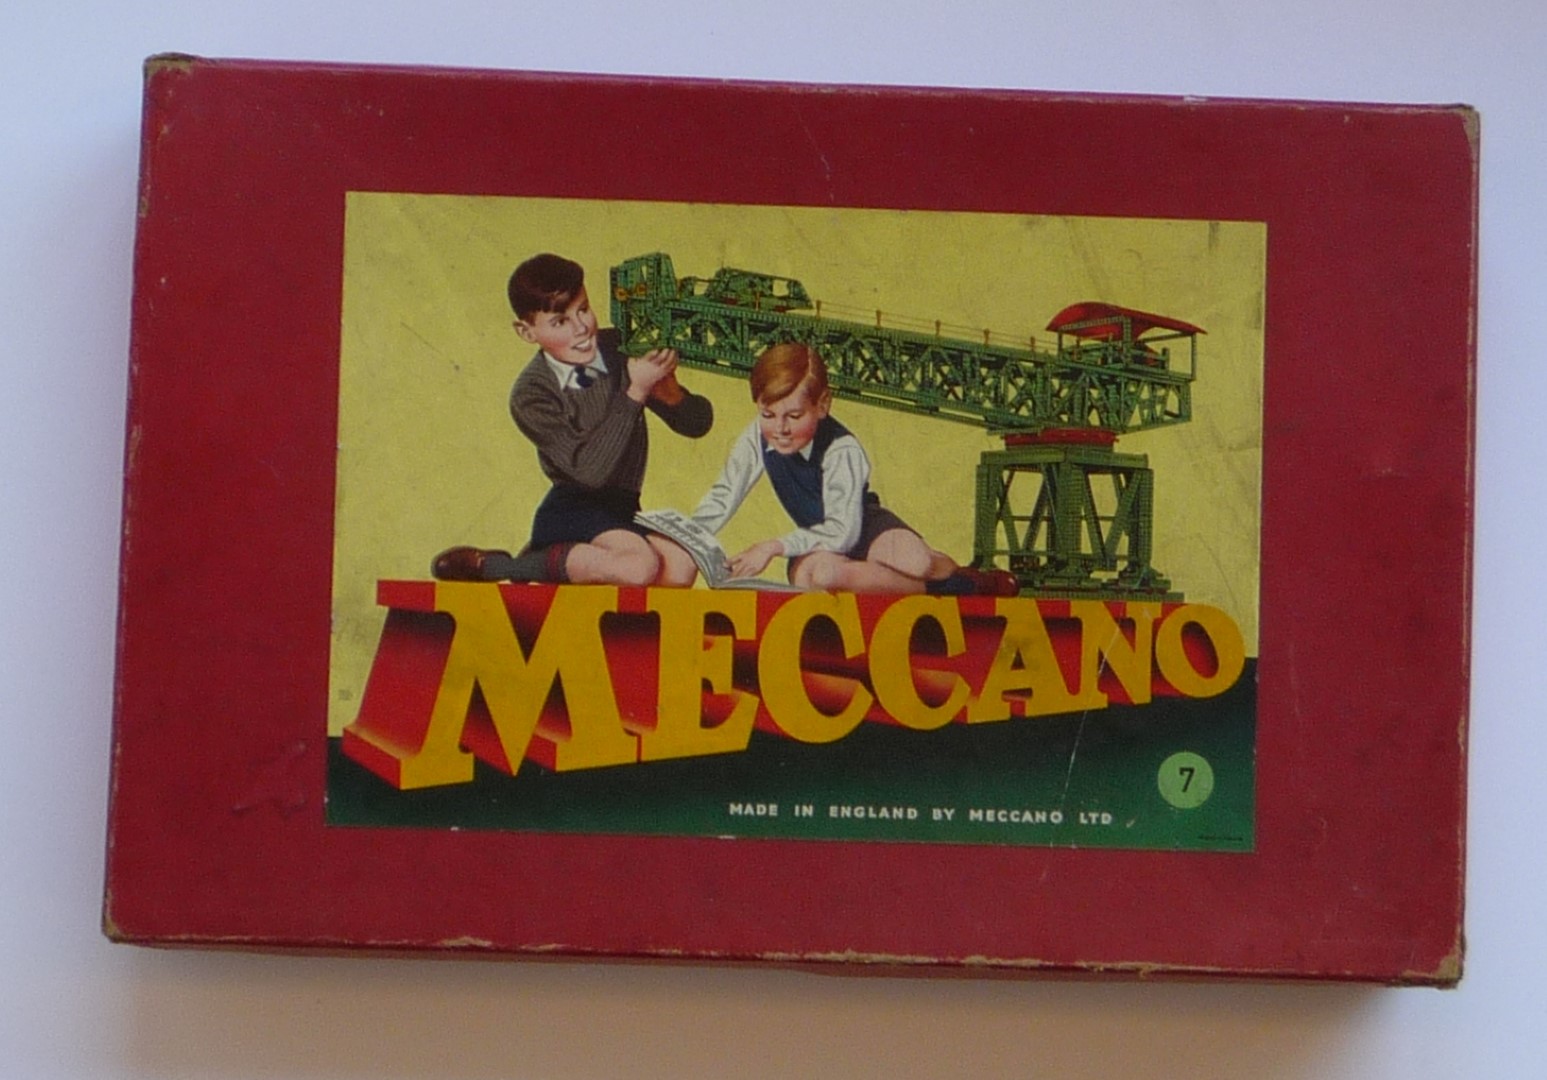 MECCANO
7
MADE IN ENGLAND BY MECCANO LTD